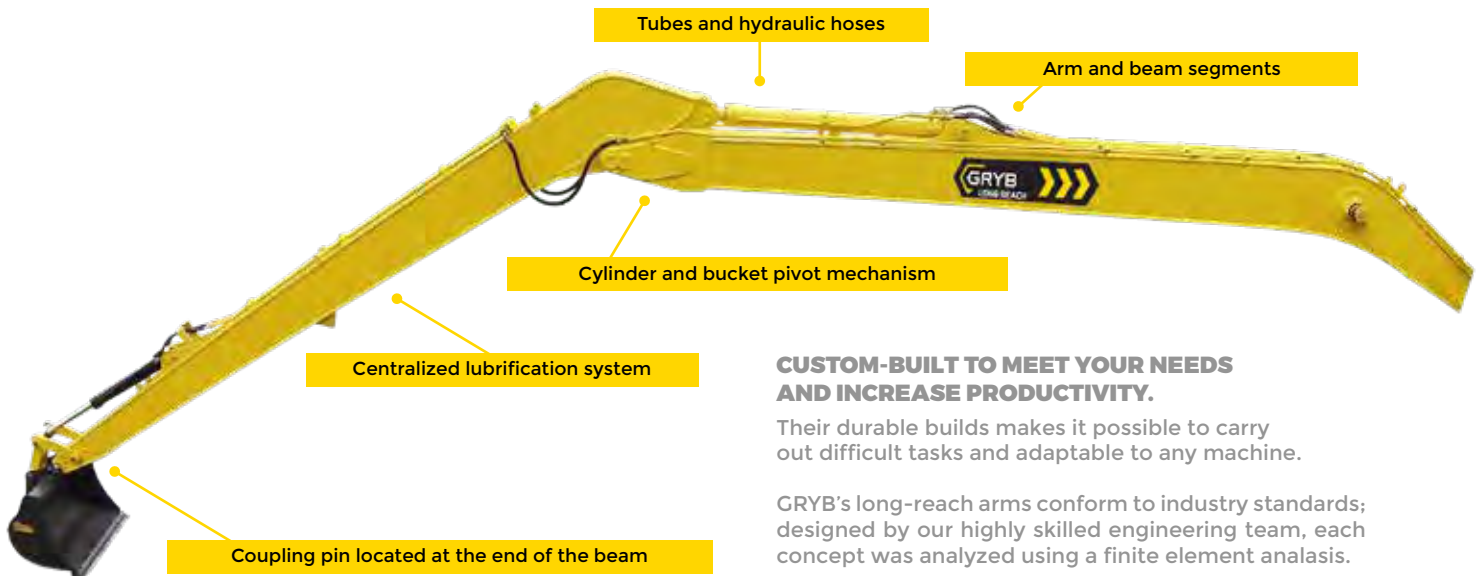 Tubes and hydraulic hoses
Arm and beam segments
GRYB
LONG REACH
Cylinder and bucket pivot mechanism
Centralized lubrification system
Coupling pin located at the end of the beam
CUSTOM-BUILT TO MEET YOUR NEEDS
AND INCREASE PRODUCTIVITY.
Their durable builds makes it possible to carry
out difficult tasks and adaptable to any machine.
GRYB’s long-reach arms conform to industry standards;
designed by our highly skilled engineering team, each
concept was analyzed using a finite element analasis.